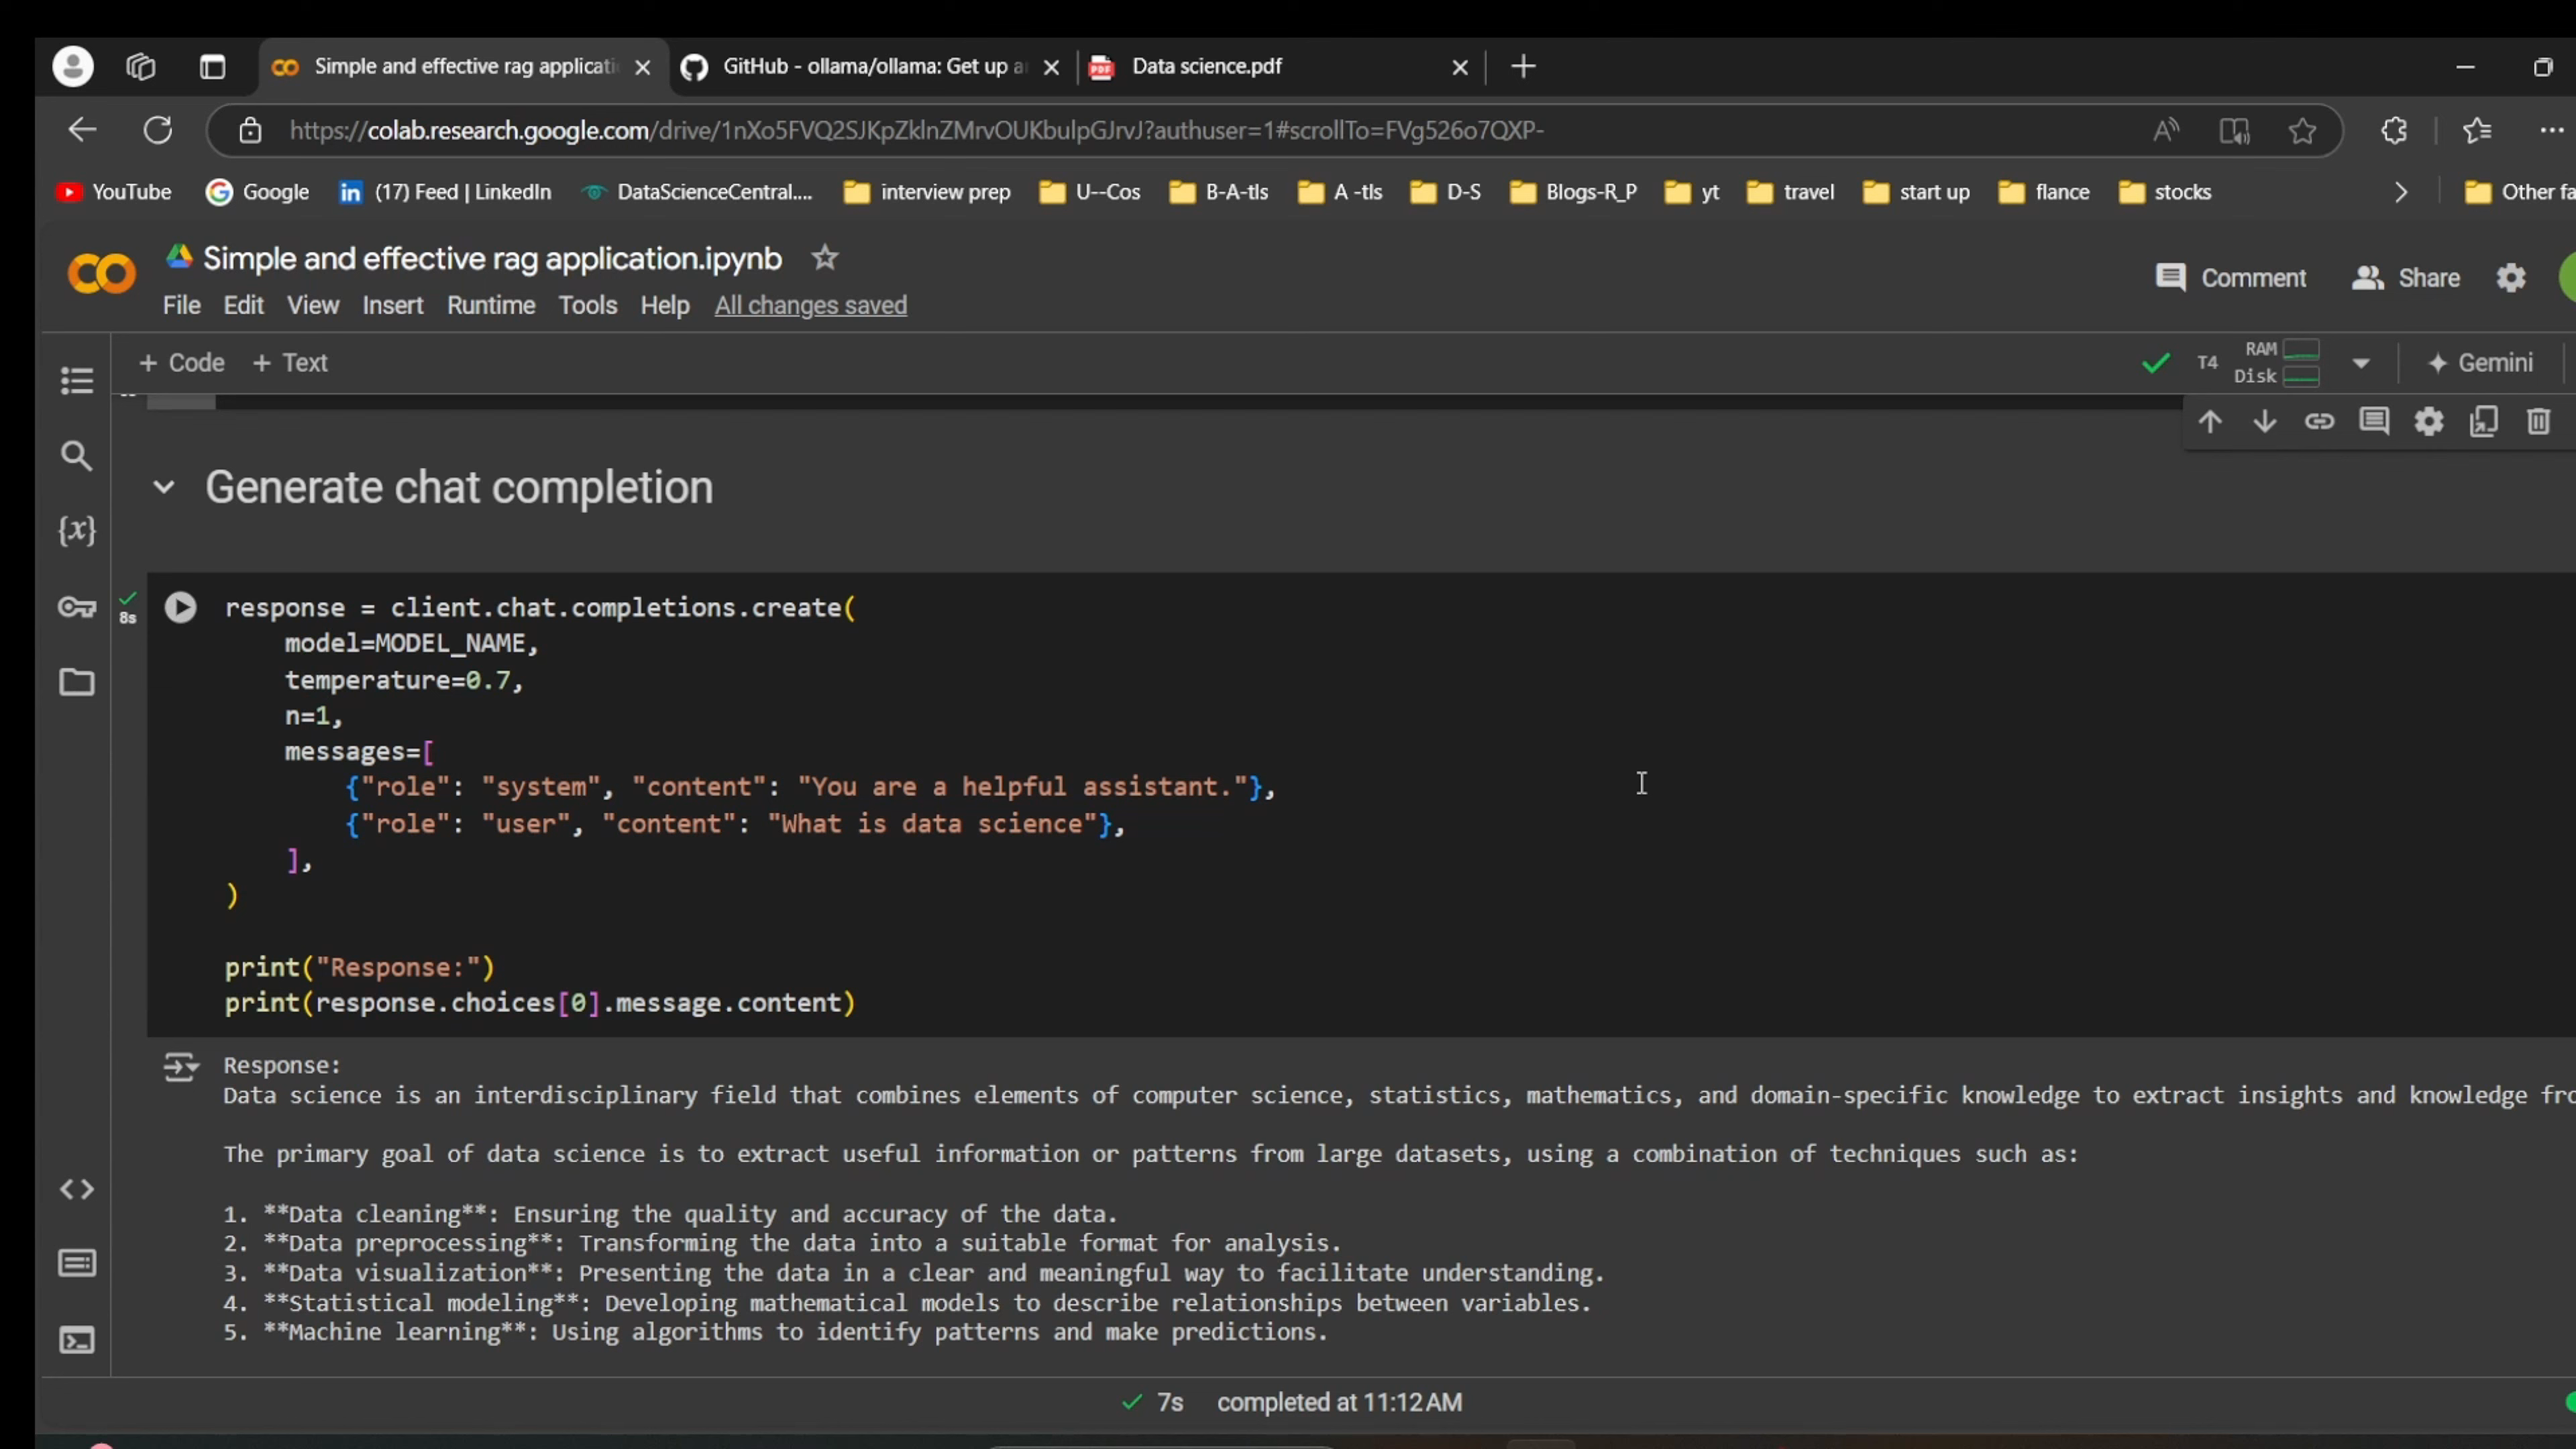 Simple and effective rag applicati
GitHub - ollama/ollama: Get up a
PDF Data science.pdf
https://colab.research.google.com/drive/1nXo5FVQ2SJKpZklnZMrvOUKbulpGJrvJ?authuser=1#scrollTo=FVg526o7QXP-
YouTube Google in (17) Feed | LinkedIn DataScienceCentral.... interview prep U--Cos B-A-tls A -tls D-S Blogs-R_P yt travel start up flance stocks Other fa
Simple and effective rag application.ipynb
Comment Share
File Edit View Insert Runtime Tools Help All changes saved
+ Code + Text
T4 RAM Disk Gemini
Generate chat completion
8s
response = client.chat.completions.create(
model=MODEL_NAME,
temperature=0.7,
n=1,
messages=[
{"role": "system", "content": "You are a helpful assistant."},
{"role": "user", "content": "What is data science"},
],
)
print("Response:")
print(response.choices[0].message.content)
Response:
Data science is an interdisciplinary field that combines elements of computer science, statistics, mathematics, and domain-specific knowledge to extract insights and knowledge fro
The primary goal of data science is to extract useful information or patterns from large datasets, using a combination of techniques such as:
1. **Data cleaning**: Ensuring the quality and accuracy of the data.
2. **Data preprocessing**: Transforming the data into a suitable format for analysis.
3. **Data visualization**: Presenting the data in a clear and meaningful way to facilitate understanding.
4. **Statistical modeling**: Developing mathematical models to describe relationships between variables.
5. **Machine learning**: Using algorithms to identify patterns and make predictions.
7s completed at 11:12 AM